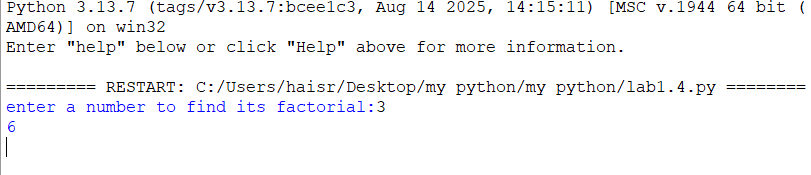 Python 3.13.7 (tags/v3.13.7:bcee1c3, Aug 14 2025, 14:15:11) [MSC v.1944 64 bit (
AMD64)] on win32
Enter "help" below or click "Help" above for more information.
========= RESTART: C:/Users/haisr/Desktop/my python/my python/lab1.4.py ========
enter a number to find its factorial:3
6